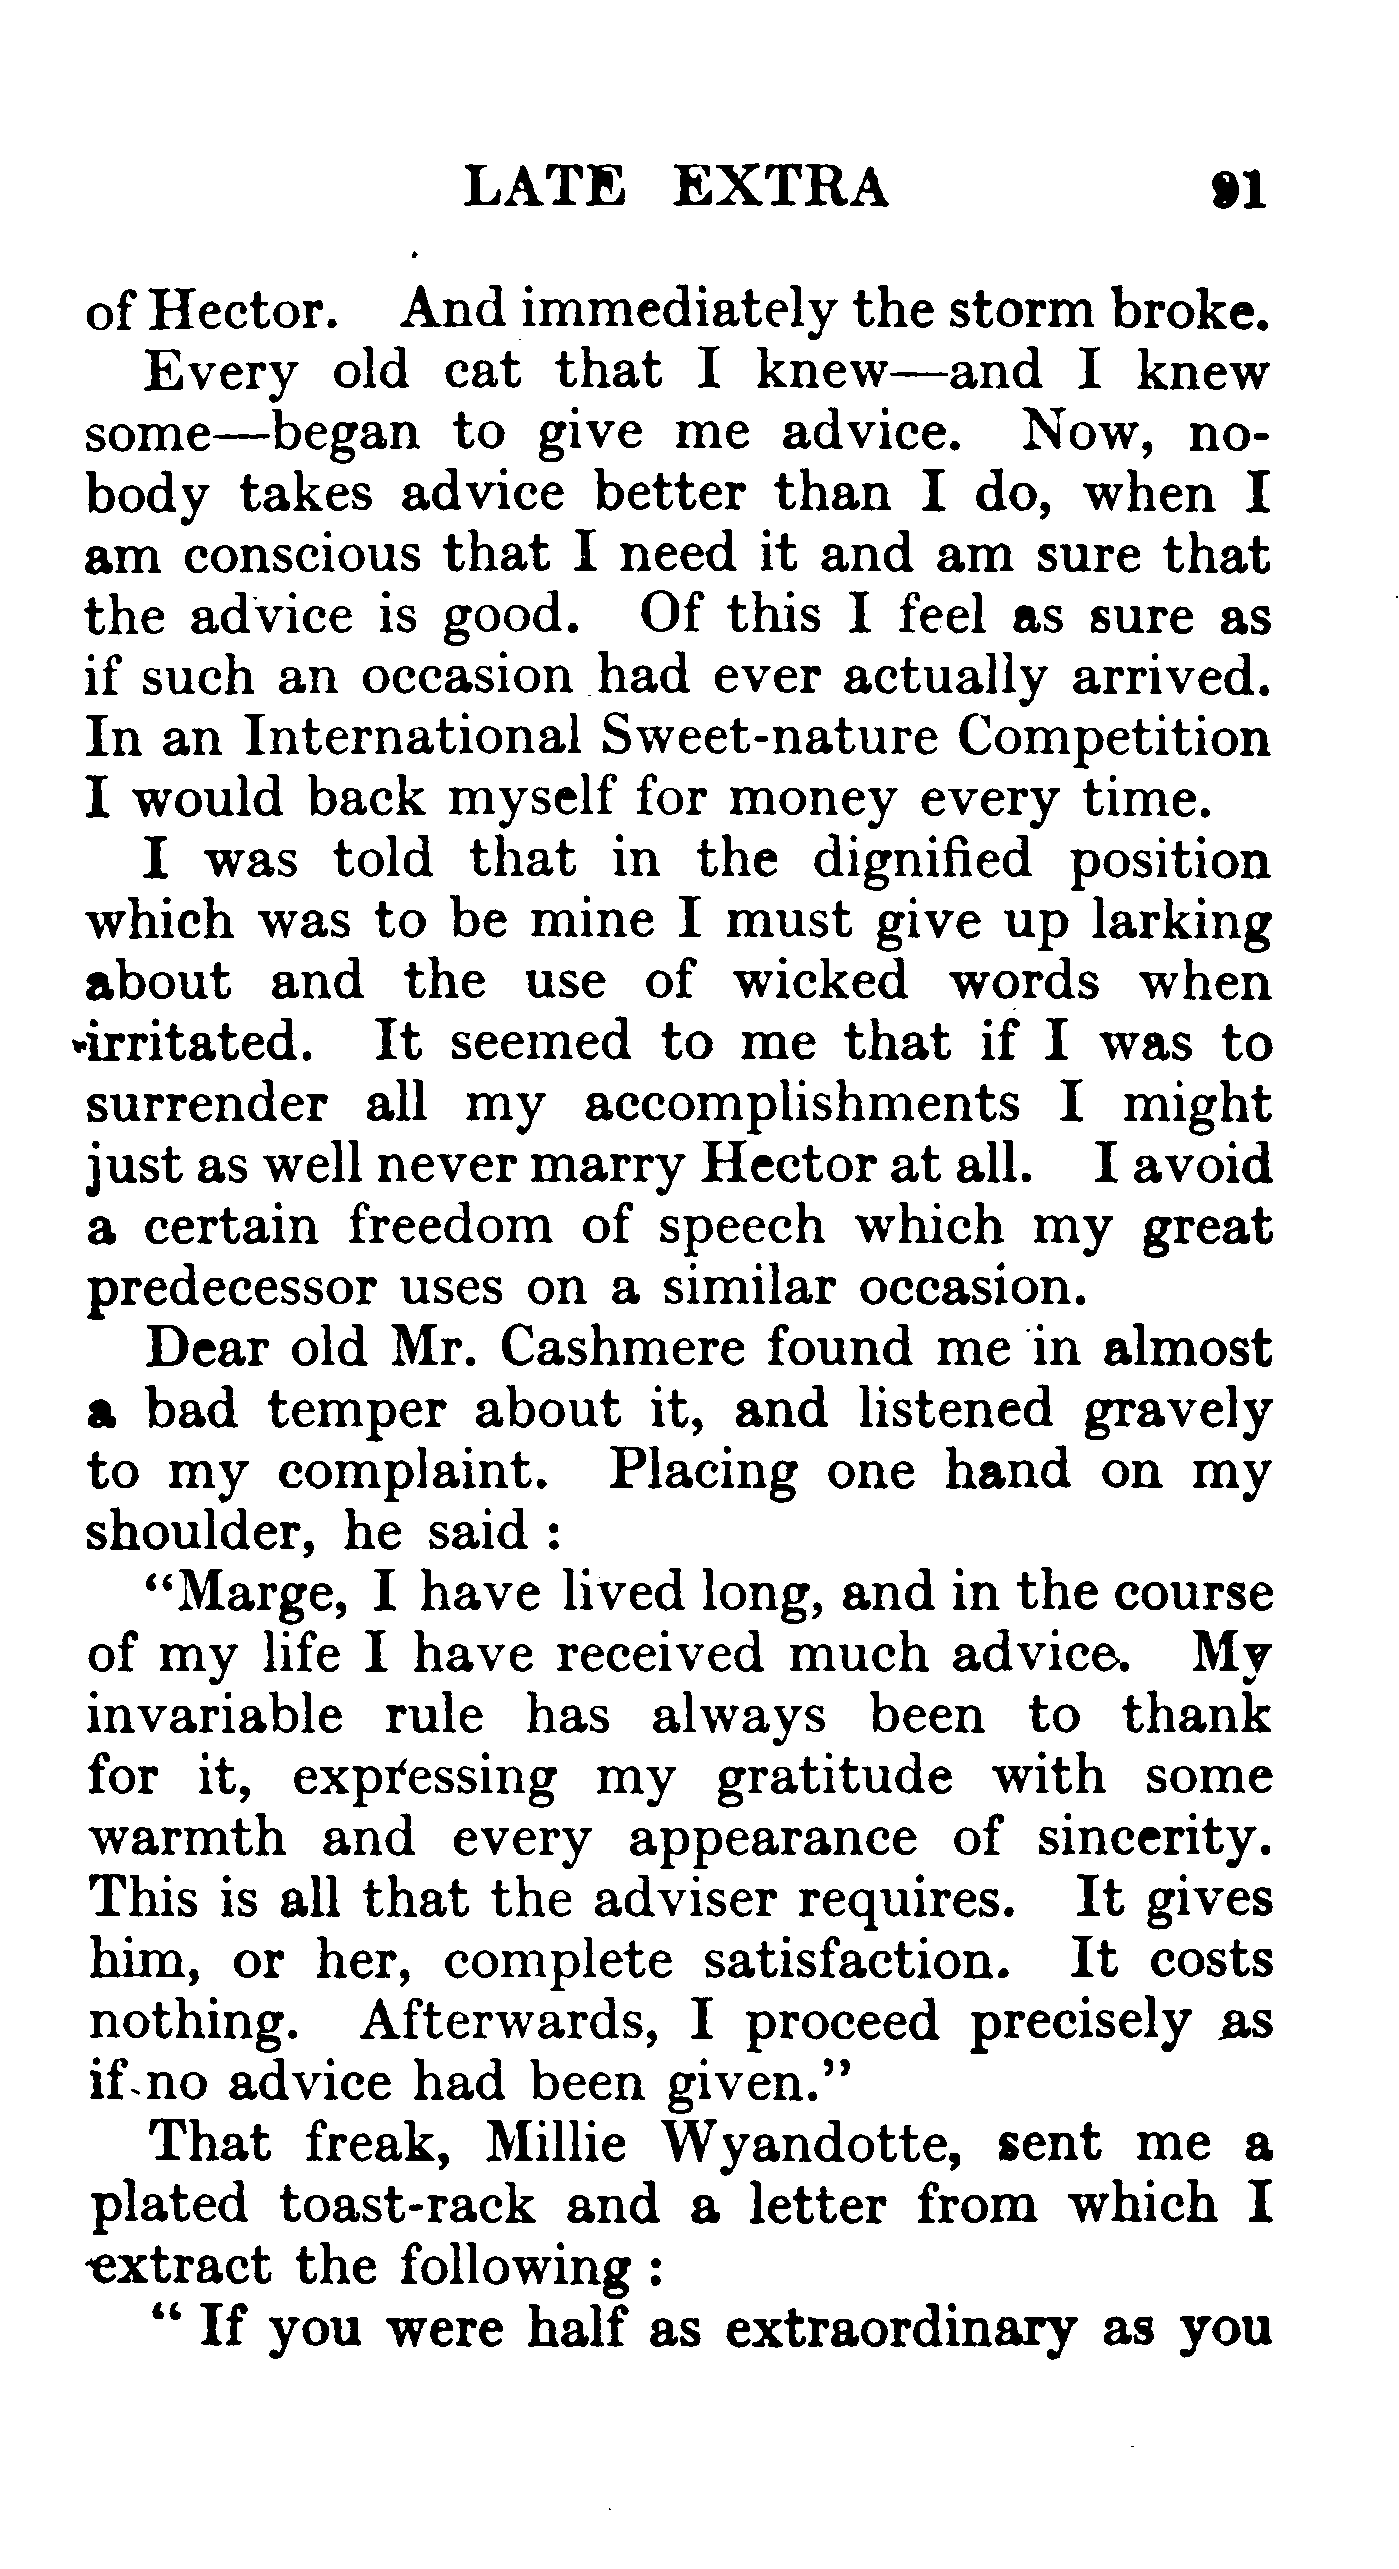 LATE EXTRA 91
of Hector. And immediately the storm broke.
Every old cat that I knew—and I knew
some—began to give me advice. Now, no-
body takes advice better than I do, when I
am conscious that I need it and am sure that
the advice is good. Of this I feel as sure as
if such an occasion had ever actually arrived.
In an International Sweet-nature Competition
I would back myself for money every time.
I was told that in the dignified position
which was to be mine I must give up larking
about and the use of wicked words when
irritated. It seemed to me that if I was to
surrender all my accomplishments I might
just as well never marry Hector at all. I avoid
a certain freedom of speech which my great
predecessor uses on a similar occasion.
Dear old Mr. Cashmere found me in almost
a bad temper about it, and listened gravely
to my complaint. Placing one hand on my
shoulder, he said :
“Marge, I have lived long, and in the course
of my life I have received much advice. My
invariable rule has always been to thank
for it, expressing my gratitude with some
warmth and every appearance of sincerity.
This is all that the adviser requires. It gives
him, or her, complete satisfaction. It costs
nothing. Afterwards, I proceed precisely as
if no advice had been given.”
That freak, Millie Wyandotte, sent me a
plated toast-rack and a letter from which I
extract the following :
“ If you were half as extraordinary as you